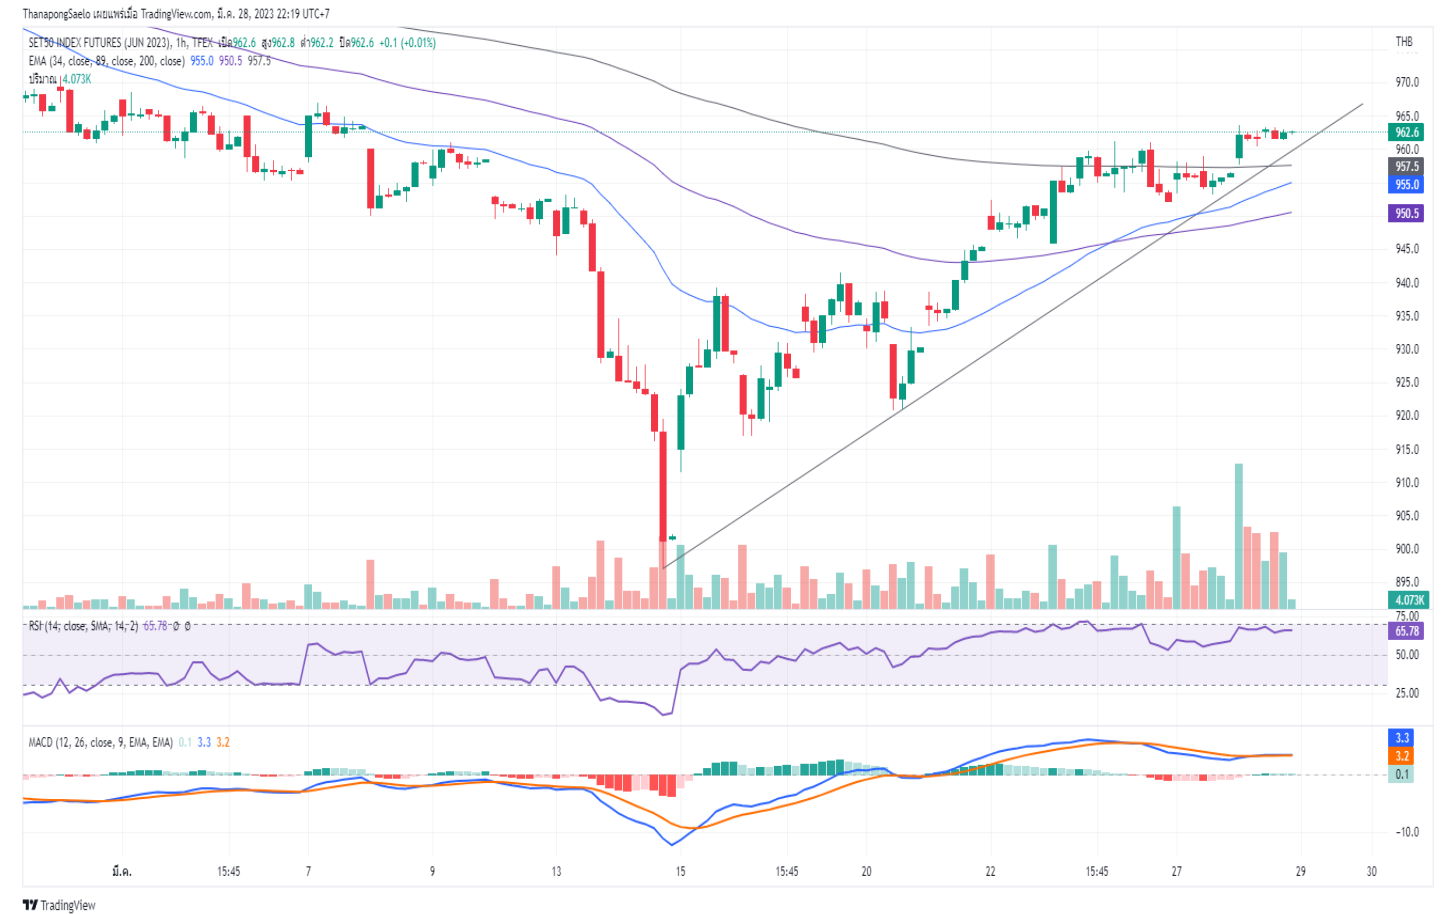 ThanapongSaelo เผยแพร่เมื่อ TradingView.com, มี.ค. 28, 2023 22:19 UTC+7
SET50 INDEX FUTURES (JUN 2023), 1h, TFEX เปิด962.6 สูง962.8 ต่ำ962.2 ปิด962.6 +0.1 (+0.01%)
THB
EMA (34, close, 89, close, 200, close) 955.0 950.5 957.5
ปริมาณ 4.073K
970.0
965.0
962.6
960.0
957.5
955.0
950.5
945.0
940.0
935.0
930.0
925.0
920.0
915.0
910.0
905.0
900.0
895.0
4.073K
75.00
RSI (14, close, SMA, 14, 2) 65.78 Ø Ø
65.78
50.00
25.00
MACD (12, 26, close, 9, EMA, EMA) 0.1 3.3 3.2
3.3
3.2
0.1
−10.0
มี.ค. 15:45 7 9 13 15 15:45 20 22 15:45 27 29 30
TradingView